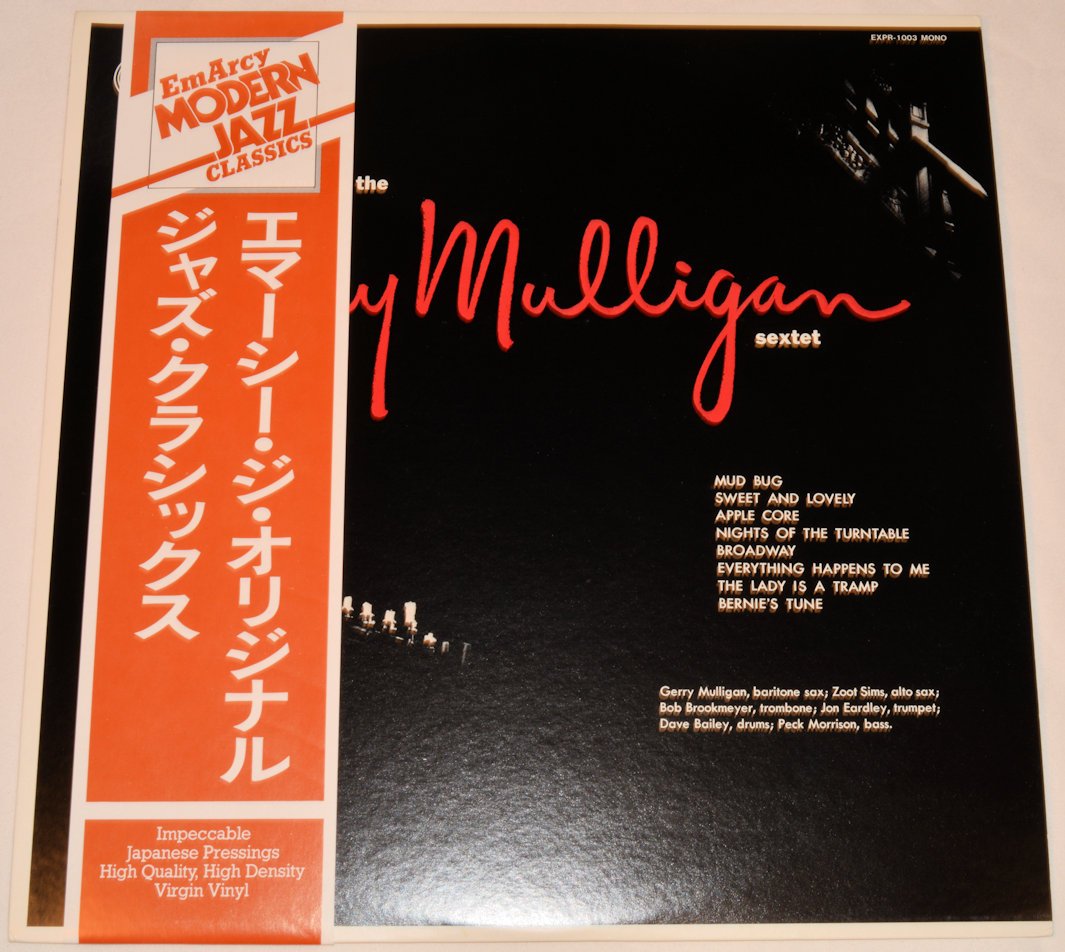 EmArcy
MODERN
JAZZ
CLASSICS
エマーシー・ジ・オリジナル
ジャズ・クラシックス
Impeccable
Japanese Pressings
High Quality, High Density
Virgin Vinyl
EXPR-1003 MONO
the
y Mulligan
sextet
MUD BUG
SWEET AND LOVELY
APPLE CORE
NIGHTS OF THE TURNTABLE
BROADWAY
EVERYTHING HAPPENS TO ME
THE LADY IS A TRAMP
BERNIE'S TUNE
Gerry Mulligan, baritone sax; Zoot Sims, alto sax;
Bob Brookmeyer, trombone; Jon Eardley, trumpet;
Dave Bailey, drums; Peck Morrison, bass.